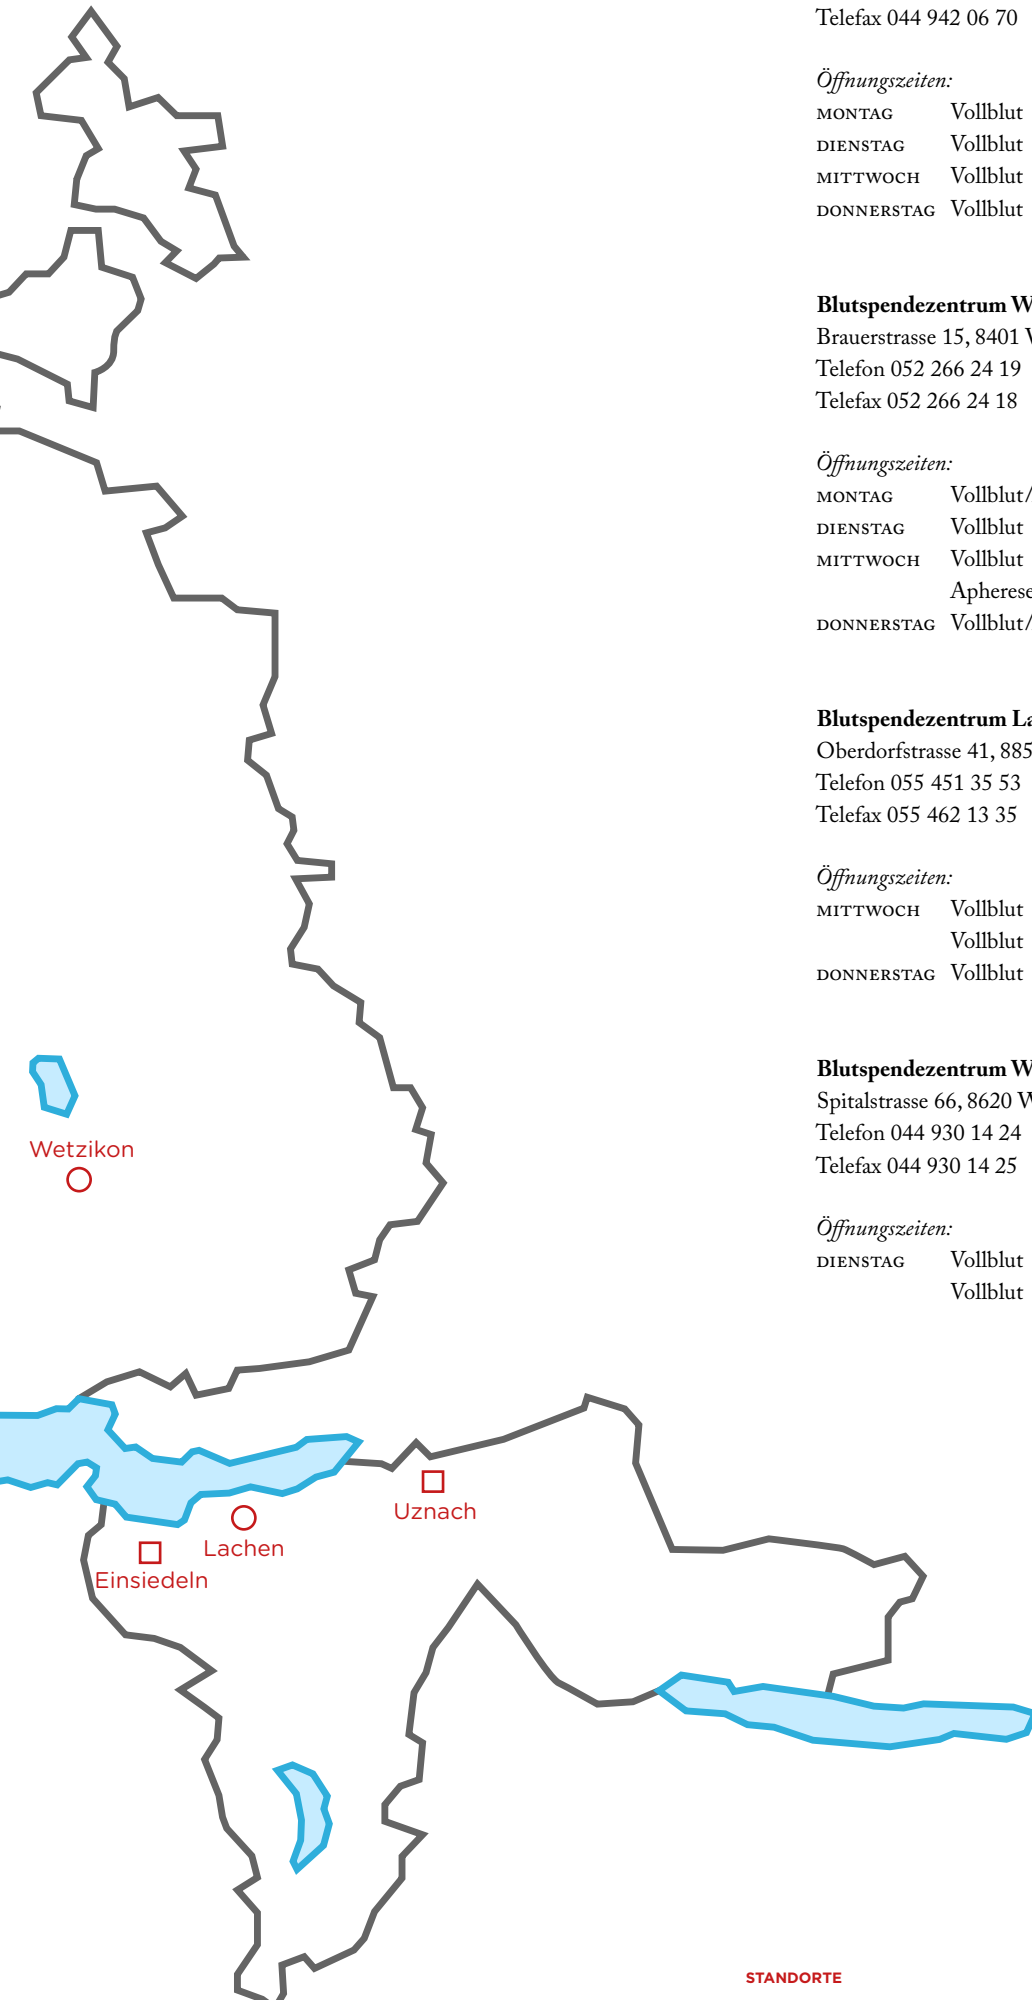 Telefax 044 942 06 70
Öffnungszeiten:
MONTAG Vollblut
DIENSTAG Vollblut
MITTWOCH Vollblut
DONNERSTAG Vollblut
Blutspendezentrum W
Brauerstrasse 15, 8401
Telefon 052 266 24 19
Telefax 052 266 24 18
Öffnungszeiten:
MONTAG Vollblut/
DIENSTAG Vollblut
MITTWOCH Vollblut
Apherese
DONNERSTAG Vollblut/
Blutspendezentrum La
Oberdorfstrasse 41, 885
Telefon 055 451 35 53
Telefax 055 462 13 35
Öffnungszeiten:
MITTWOCH Vollblut
Vollblut
DONNERSTAG Vollblut
Blutspendezentrum W
Spitalstrasse 66, 8620 W
Telefon 044 930 14 24
Telefax 044 930 14 25
Öffnungszeiten:
DIENSTAG Vollblut
Vollblut
Wetzikon
Uznach
Lachen
Einsiedeln
STANDORTE